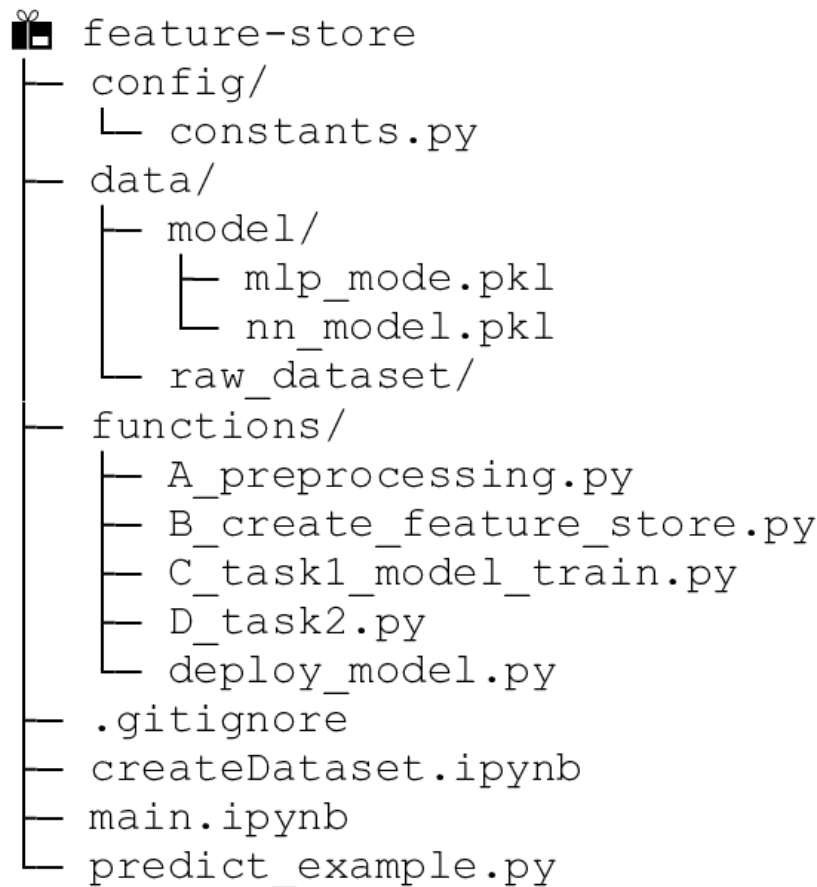 feature-store
config/
constants.py
data/
model/
mlp_mode.pkl
nn_model.pkl
raw_dataset/
functions/
A_preprocessing.py
B_create_feature_store.py
C_task1_model_train.py
D_task2.py
deploy_model.py
.gitignore
createDataset.ipynb
main.ipynb
predict_example.py